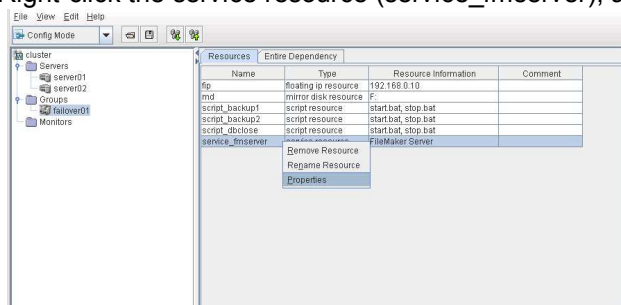 Right-click the service resource (service_fmserver),
File View Edit Help
Config Mode
cluster
Servers
server01
server02
Groups
failover01
Monitors
Resources Entire Dependency
Name Type Resource Information Comment
fip floating ip resource 192.168.0.10
md mirror disk resource F:
script_backup1 script resource start.bat, stop.bat
script_backup2 script resource start.bat, stop.bat
script_dbclose script resource start.bat, stop.bat
service_fmserver service resource FileMaker Server
Remove Resource
Rename Resource
Properties